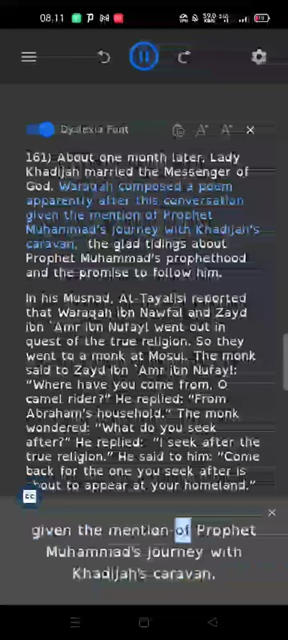 08.11
Dyslexia Font
161) About one month later, Lady
Khadijah married the Messenger of
God. Waraqah composed a poem
apparently after this conversation
given the mention of Prophet
Muhammad's journey with Khadijah's
caravan, the glad tidings about
Prophet Muhammad's prophethood
and the promise to follow him.
In his Musnad, At-Tayalisi reported
that Waraqah ibn Nawfal and Zayd
ibn `Amr ibn Nufayl went out in
quest of the true religion. So they
went to a monk at Mosul. The monk
said to Zayd ibn `Amr ibn Nufayl:
“Where have you come from, O
camel rider?” He replied: “From
Abraham's household.” The monk
wondered: “What do you seek
after?” He replied: “I seek after the
true religion.” He said to him: “Come
back for the one you seek after is
about to appear at your homeland.”
CC
given the mention of Prophet
Muhammad's journey with
Khadijah's caravan,